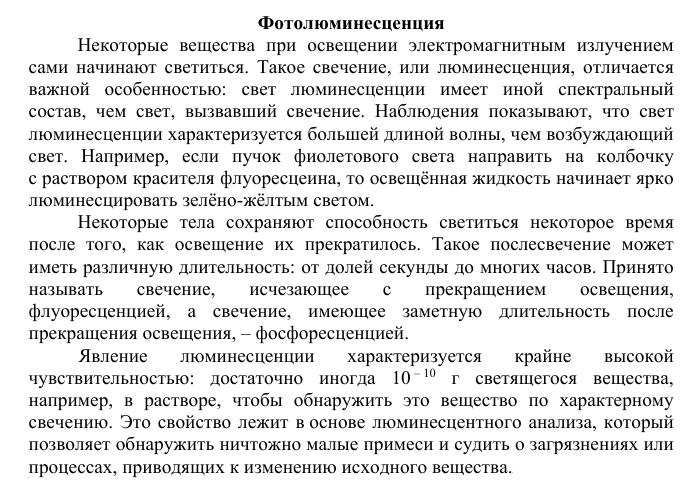 Фотолюминесценция
Некоторые вещества при освещении электромагнитным излучением
сами начинают светиться. Такое свечение, или люминесценция, отличается
важной особенностью: свет люминесценции имеет иной спектральный
состав, чем свет, вызвавший свечение. Наблюдения показывают, что свет
люминесценции характеризуется большей длиной волны, чем возбуждающий
свет. Например, если пучок фиолетового света направить на колбочку
с раствором красителя флуоресцеина, то освещённая жидкость начинает ярко
люминесцировать зелёно-жёлтым светом.
Некоторые тела сохраняют способность светиться некоторое время
после того, как освещение их прекратилось. Такое послесвечение может
иметь различную длительность: от долей секунды до многих часов. Принято
называть свечение, исчезающее с прекращением освещения,
флуоресценцией, а свечение, имеющее заметную длительность после
прекращения освещения, – фосфоресценцией.
Явление люминесценции характеризуется крайне высокой
чувствительностью: достаточно иногда 10⁻¹⁰ г светящегося вещества,
например, в растворе, чтобы обнаружить это вещество по характерному
свечению. Это свойство лежит в основе люминесцентного анализа, который
позволяет обнаружить ничтожно малые примеси и судить о загрязнениях или
процессах, приводящих к изменению исходного вещества.